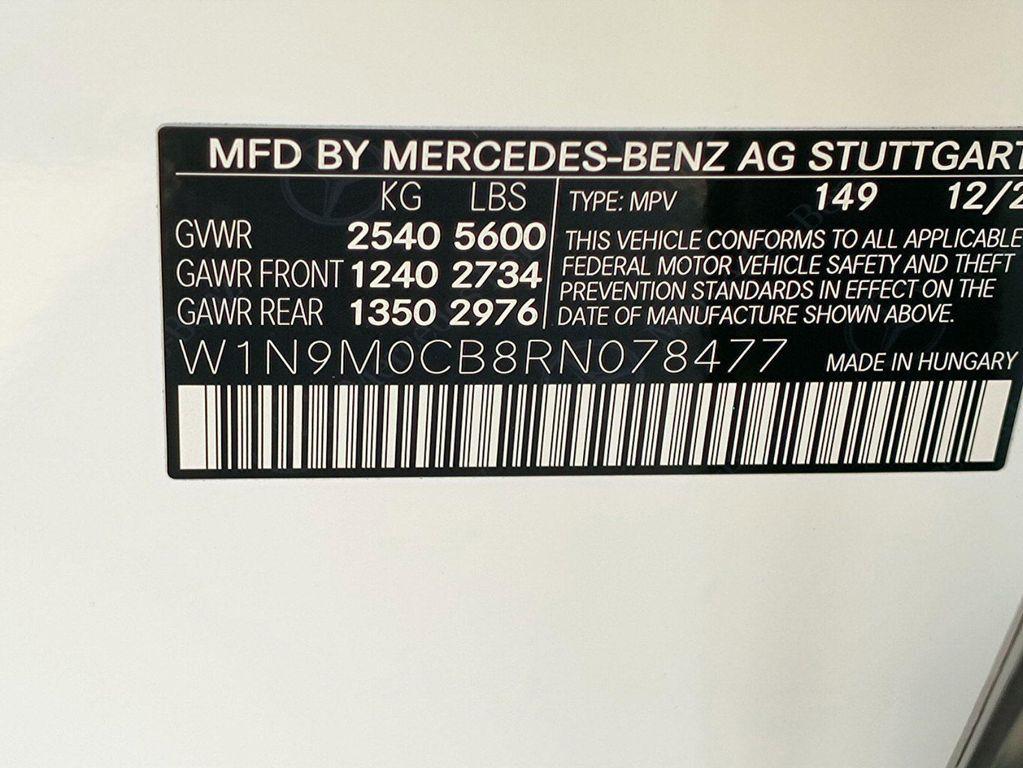 MFD BY MERCEDES-BENZ AG STUTTGART
KG LBS
GVWR 2540 5600
GAWR FRONT 1240 2734
GAWR REAR 1350 2976
TYPE: MPV 149 12/2
THIS VEHICLE CONFORMS TO ALL APPLICABLE
FEDERAL MOTOR VEHICLE SAFETY AND THEFT
PREVENTION STANDARDS IN EFFECT ON THE
DATE OF MANUFACTURE SHOWN ABOVE.
W1N9M0CB8RN078477 MADE IN HUNGARY